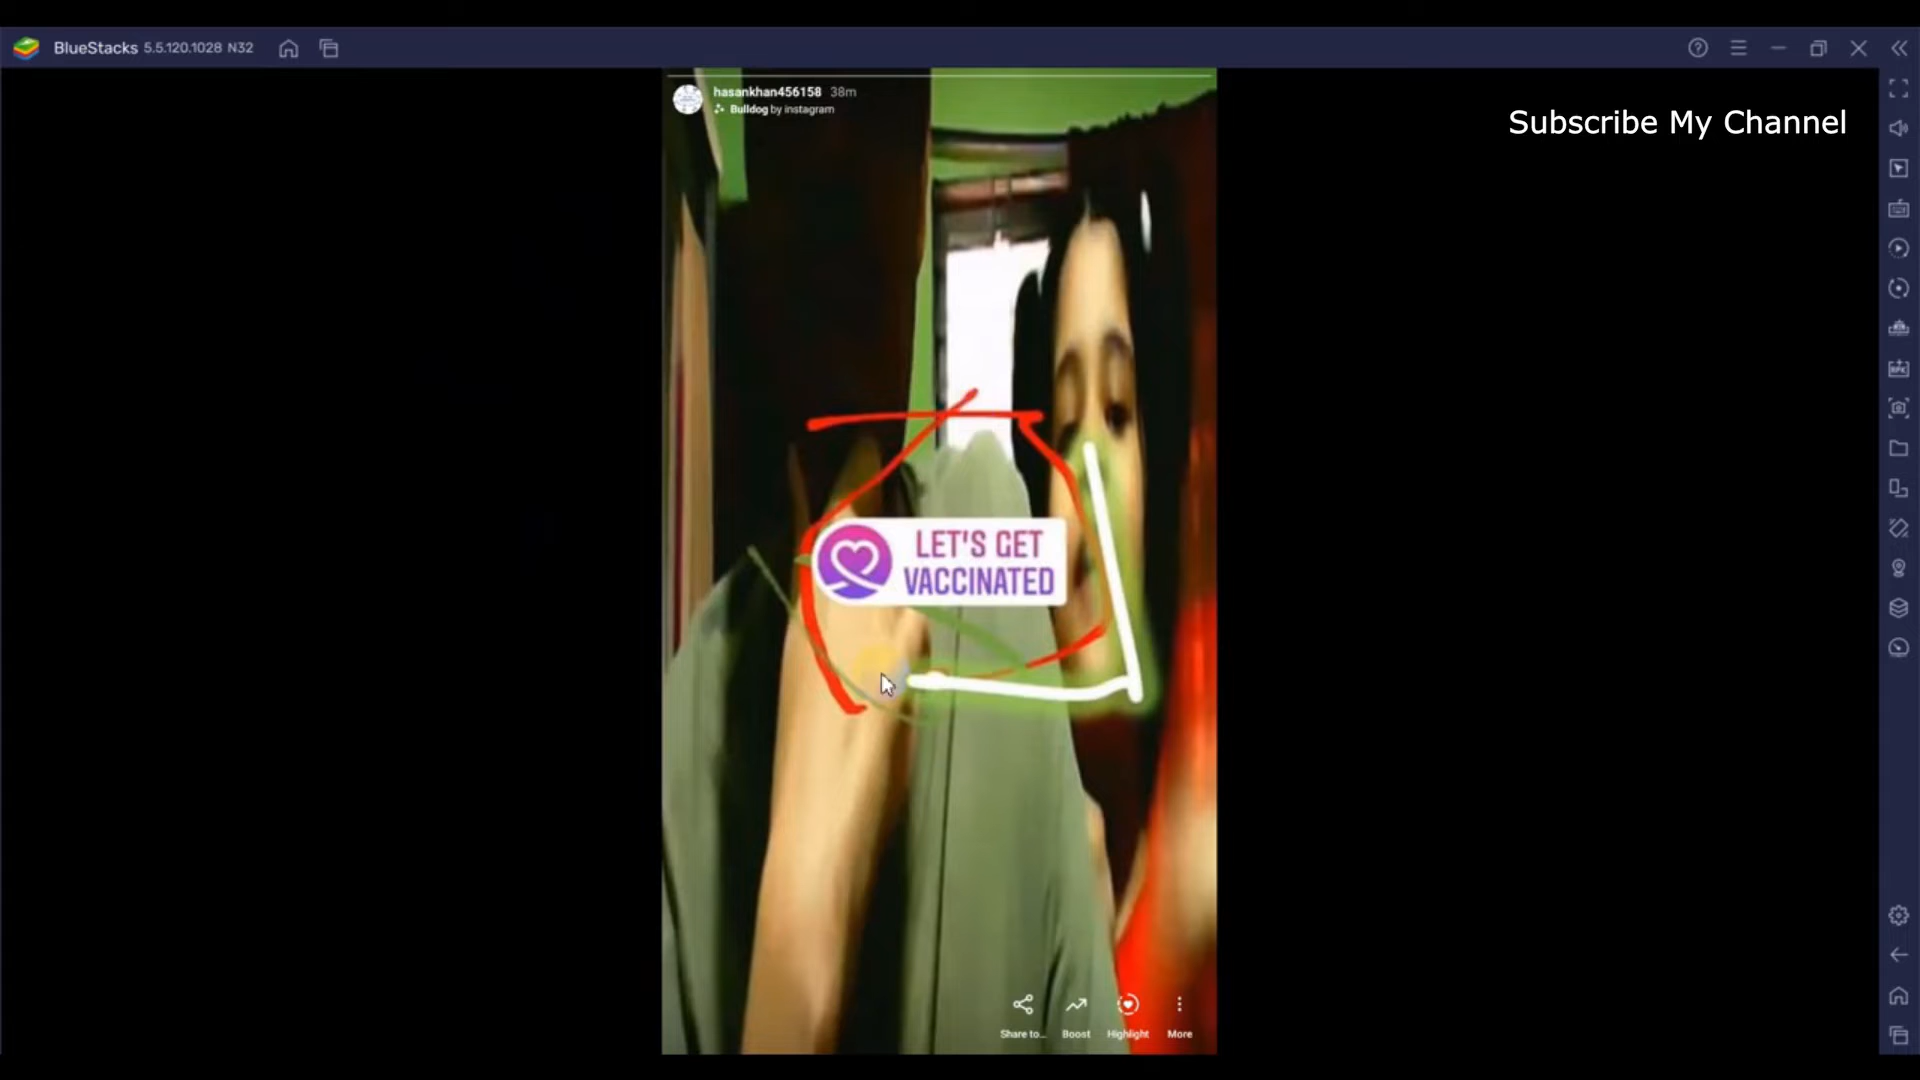 BlueStacks 5.5.120.1028 N32
hasankhan456158 38m
Bulldog by instagram
Subscribe My Channel
LET'S GET
VACCINATED
Share to... Boost Highlight More